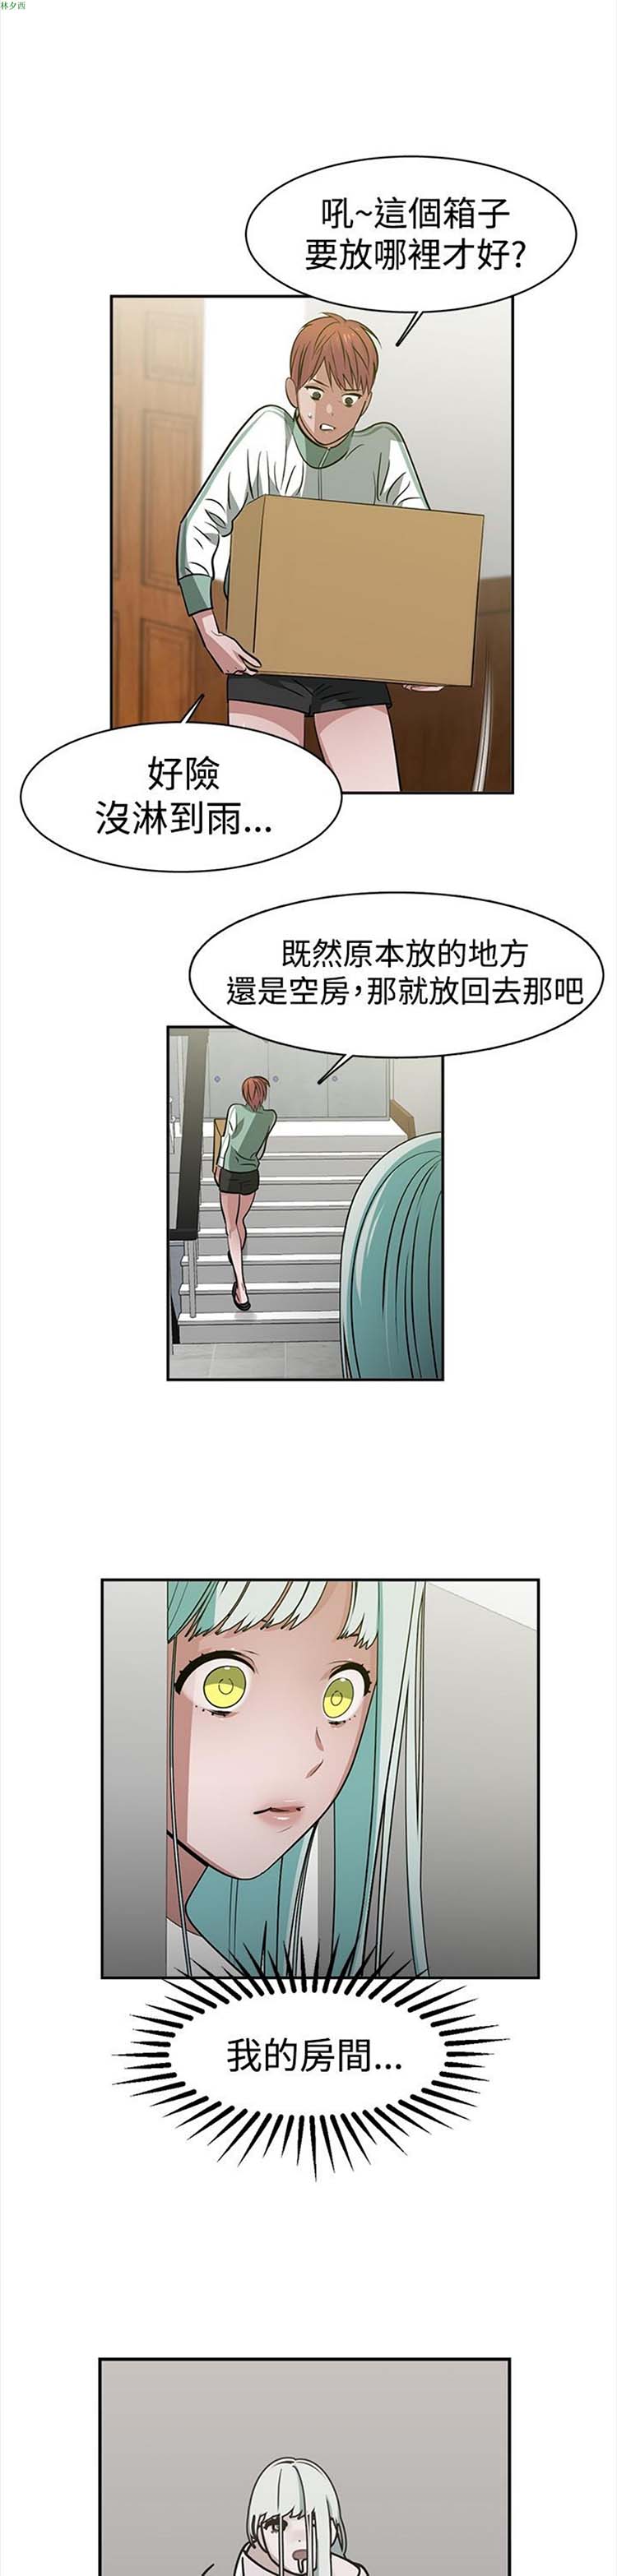 林夕西
吼~這個箱子
要放哪裡才好?
好險
沒淋到雨...
既然原本放的地方
還是空房,那就放回去那吧
我的房間...